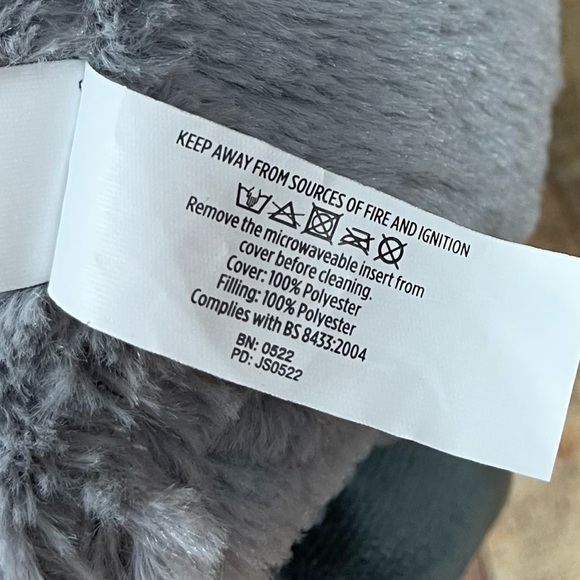 KEEP AWAY FROM SOURCES OF FIRE AND IGNITION
Remove the microwaveable insert from
cover before cleaning.
Cover: 100% Polyester
Filling: 100% Polyester
Complies with BS 8433:2004
BN: 0522
PD: JS0522